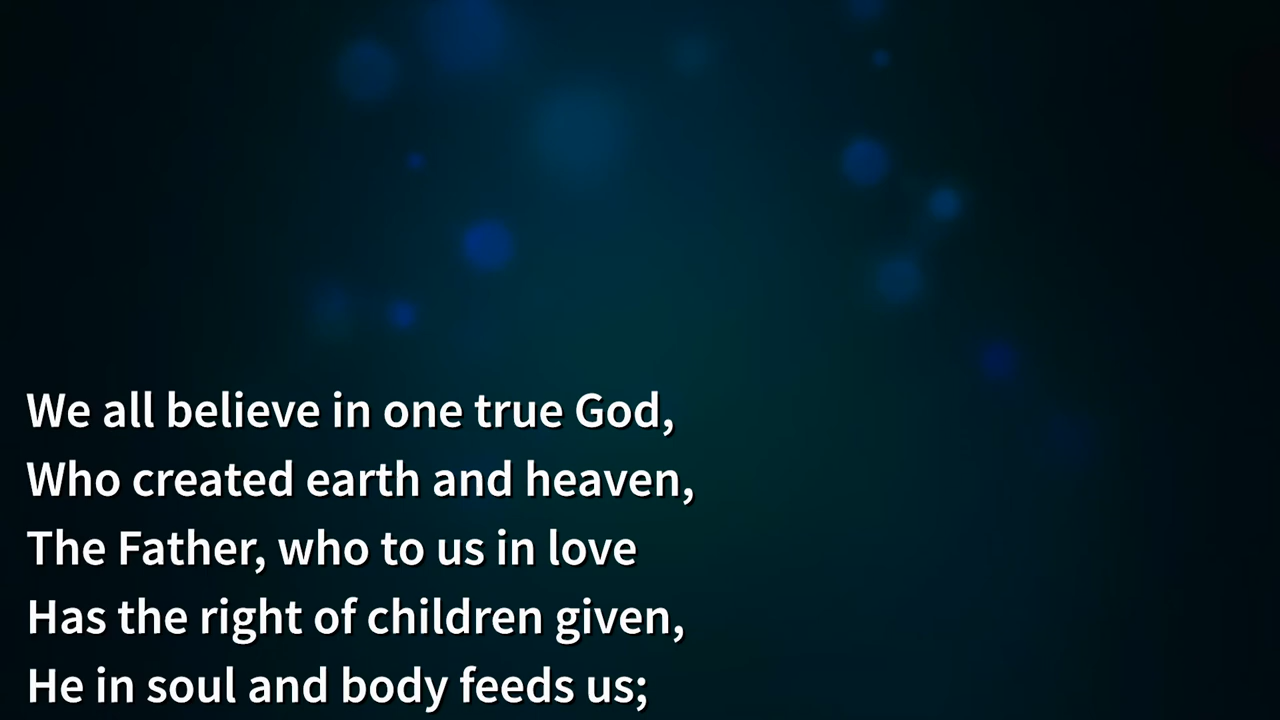 We all believe in one true God,
Who created earth and heaven,
The Father, who to us in love
Has the right of children given,
He in soul and body feeds us;